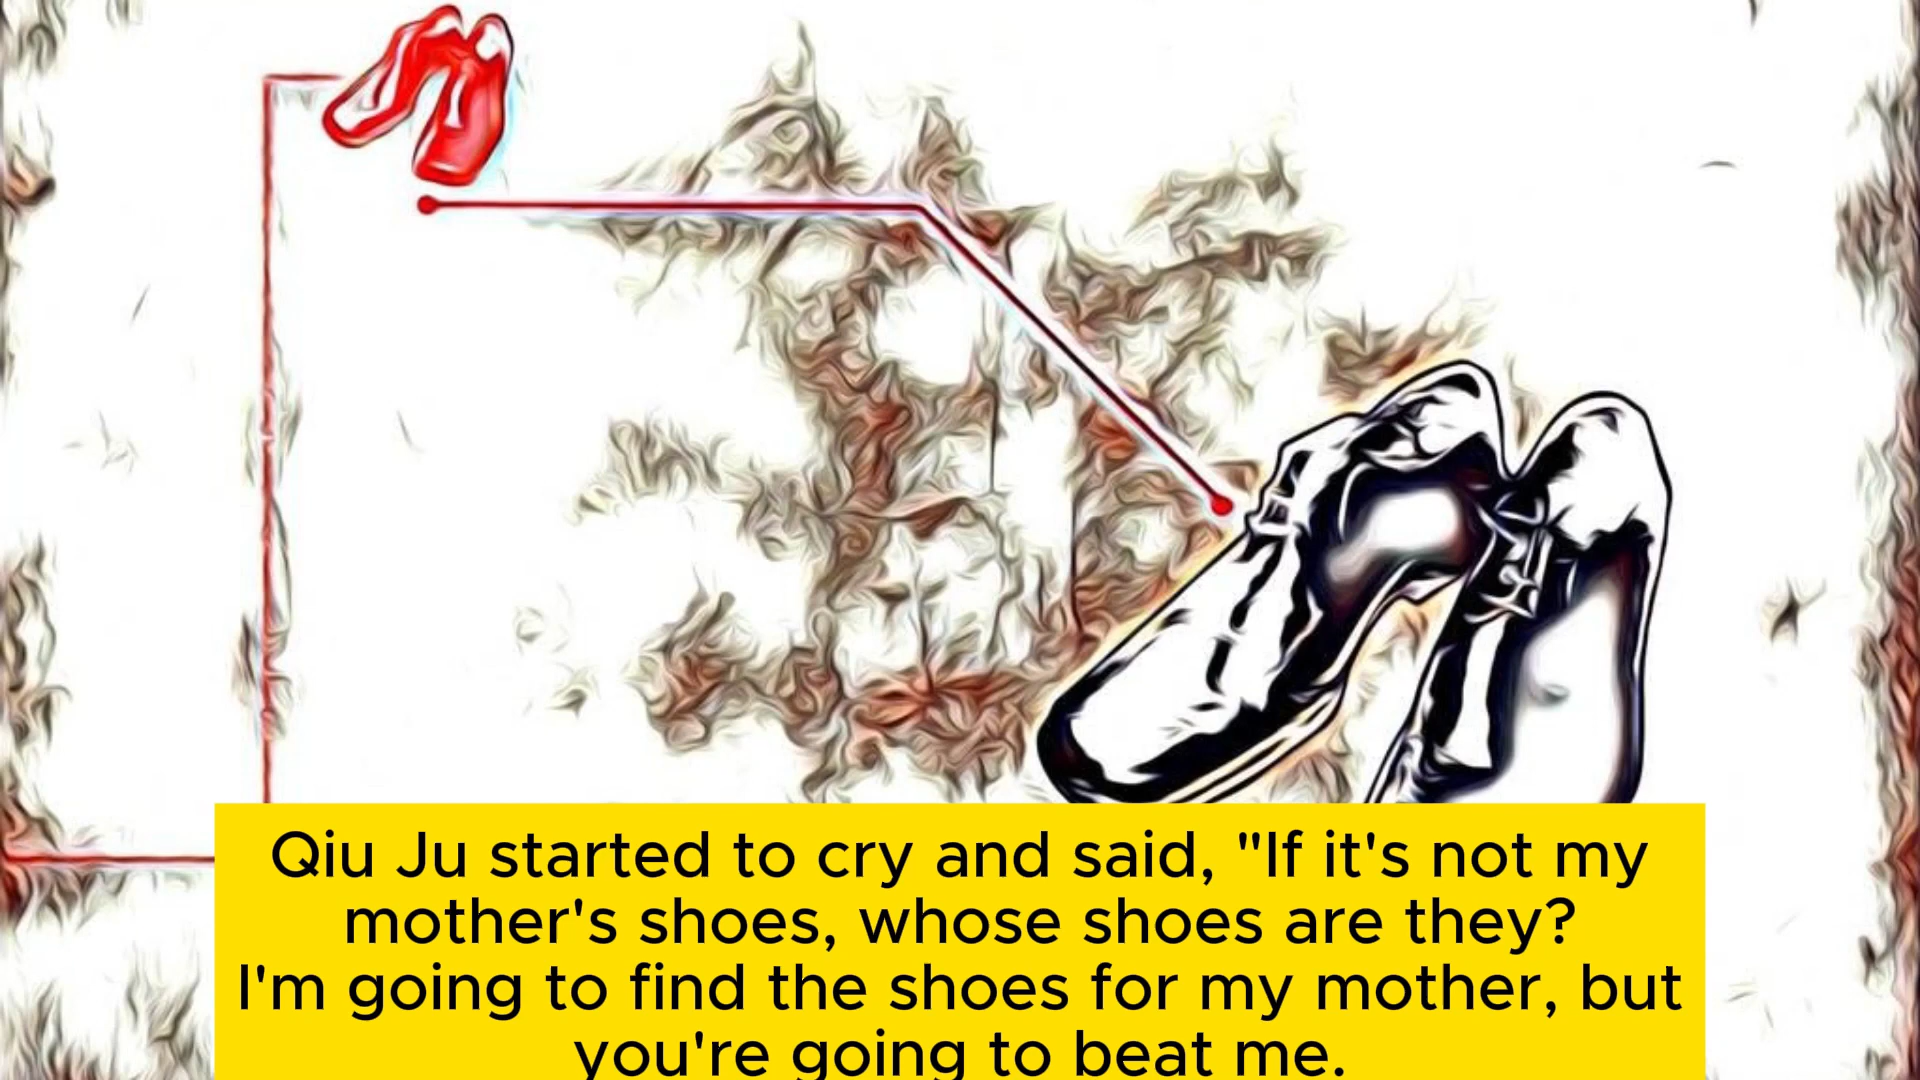 Qiu Ju started to cry and said, "If it's not my
mother's shoes, whose shoes are they?
I'm going to find the shoes for my mother, but
you're going to beat me.